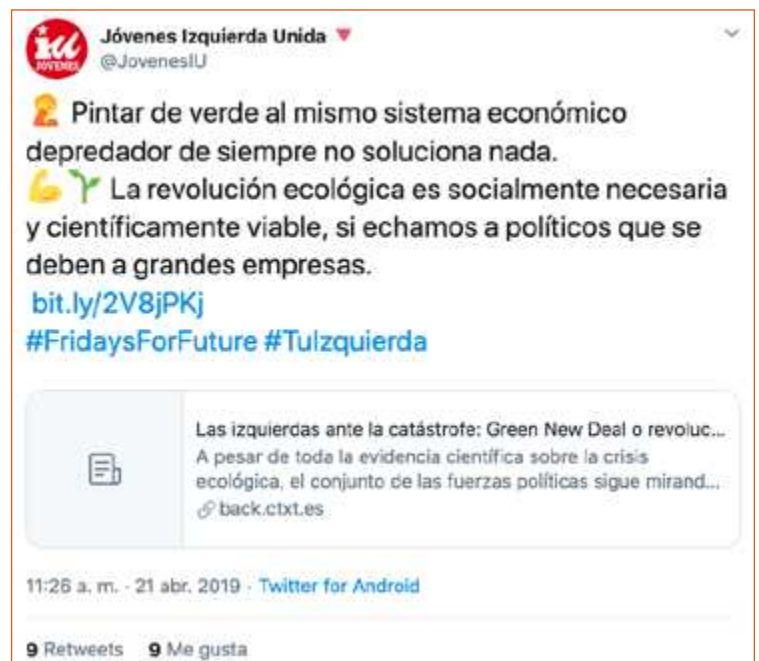 iu
JÓVENES
Jóvenes Izquierda Unida 🔻
@JovenesIU
Pintar de verde al mismo sistema económico
depredador de siempre no soluciona nada.
💪🌱 La revolución ecológica es socialmente necesaria
y científicamente viable, si echamos a políticos que se
deben a grandes empresas.
bit.ly/2V8jPKj
#FridaysForFuture #TuIzquierda
Las izquierdas ante la catástrofe: Green New Deal o revoluc...
A pesar de toda la evidencia científica sobre la crisis
ecológica, el conjunto de las fuerzas políticas sigue mirand...
back.ctxt.es
11:26 a. m. · 21 abr. 2019 · Twitter for Android
9 Retweets 9 Me gusta